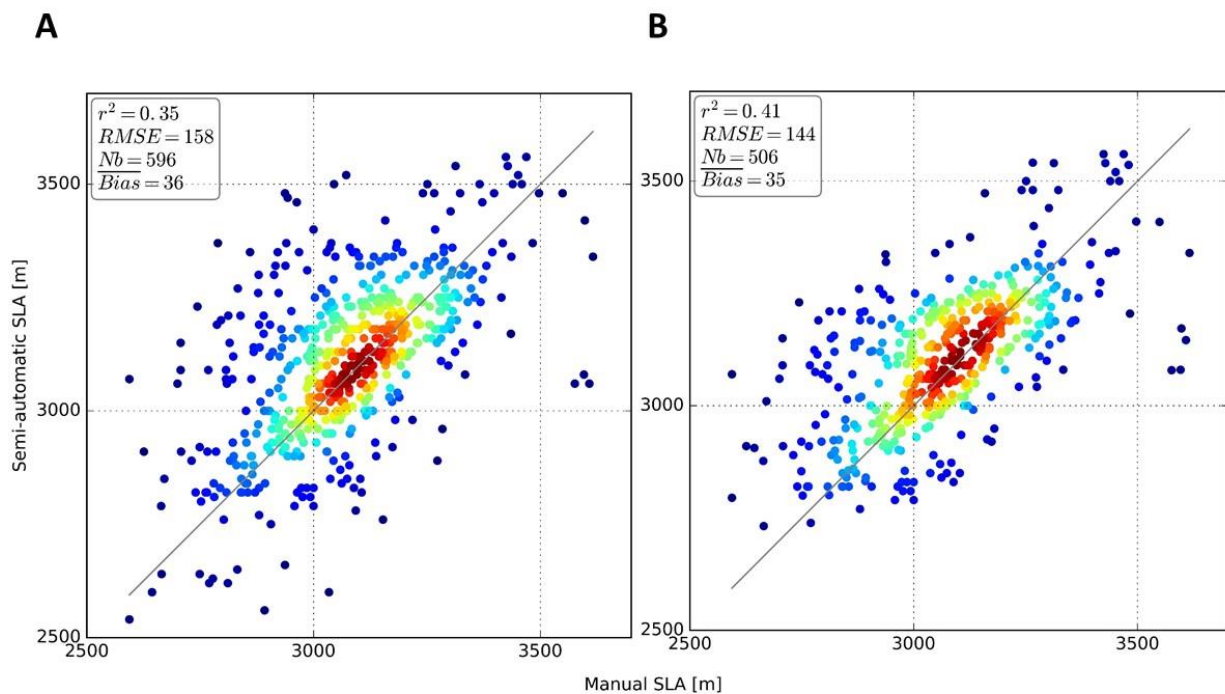 A
B
r² = 0.35
RMSE = 158
Nb = 596
Bias = 36
r² = 0.41
RMSE = 144
Nb = 506
Bias = 35
3500
3000
2500
3500
3000
2500
Semi-automatic SLA [m]
2500
3000
3500
2500
3000
3500
Manual SLA [m]